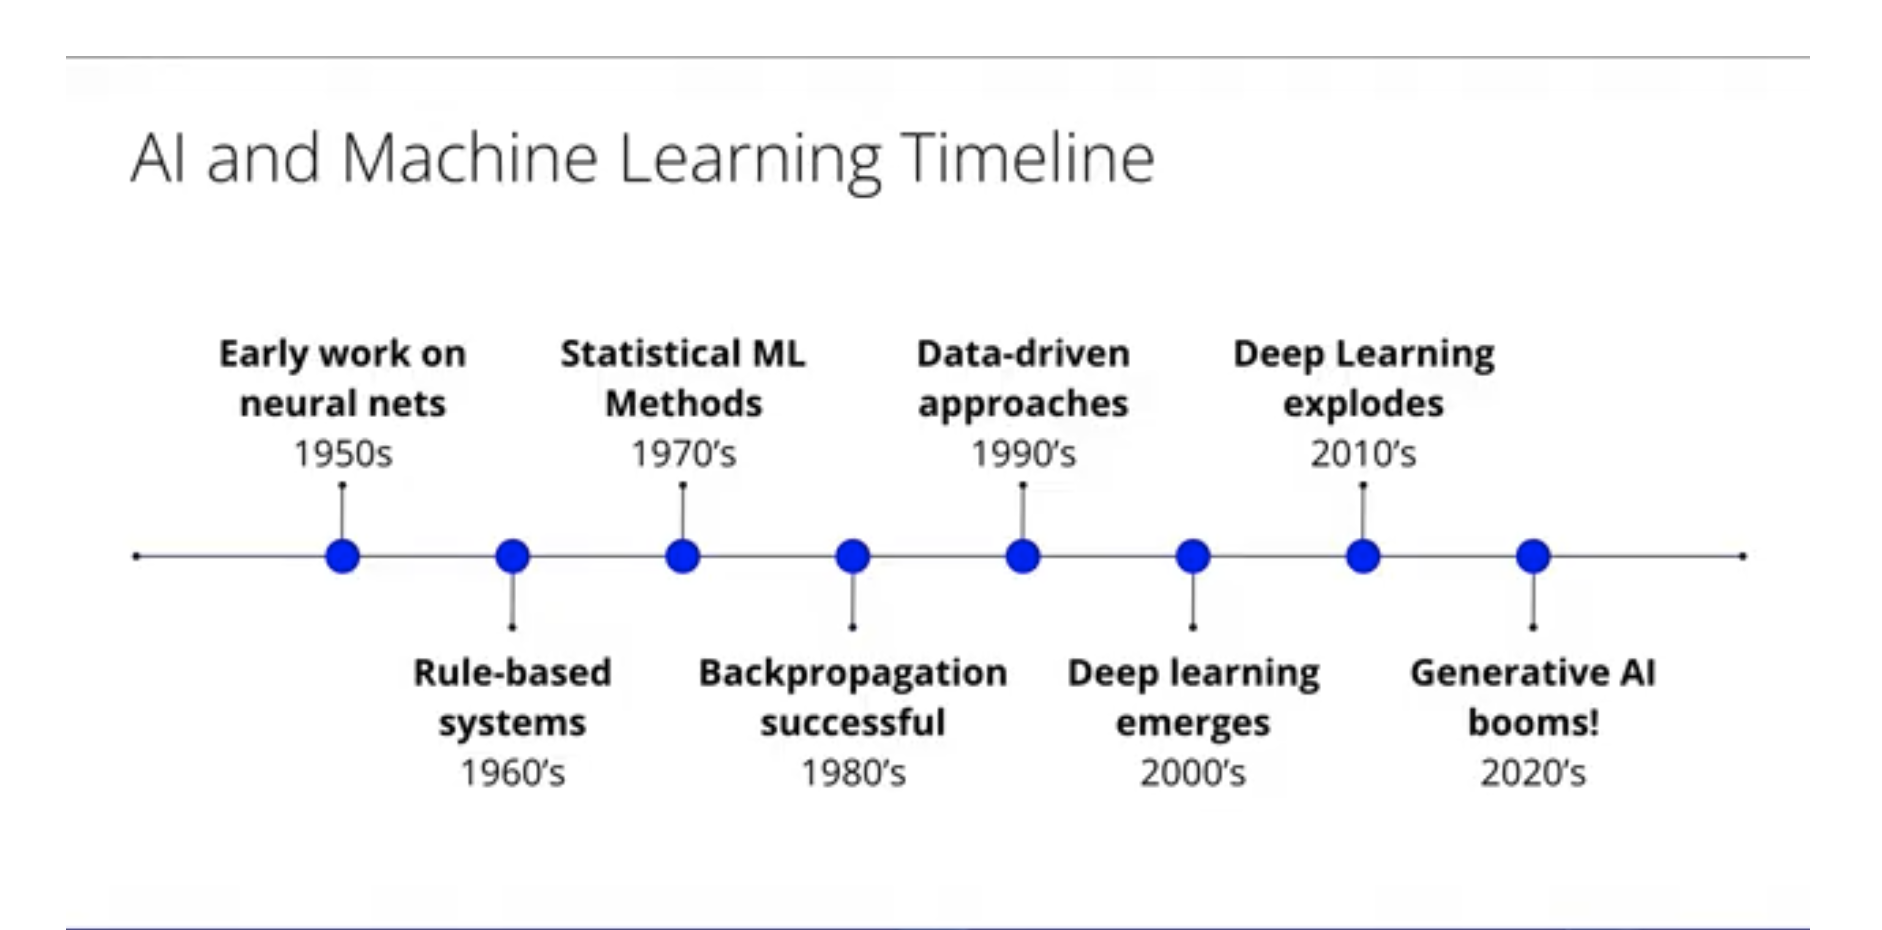 AI and Machine Learning Timeline
Early work on
neural nets
1950s
Rule-based
systems
1960’s
Statistical ML
Methods
1970’s
Backpropagation
successful
1980’s
Data-driven
approaches
1990’s
Deep learning
emerges
2000’s
Deep Learning
explodes
2010’s
Generative AI
booms!
2020’s